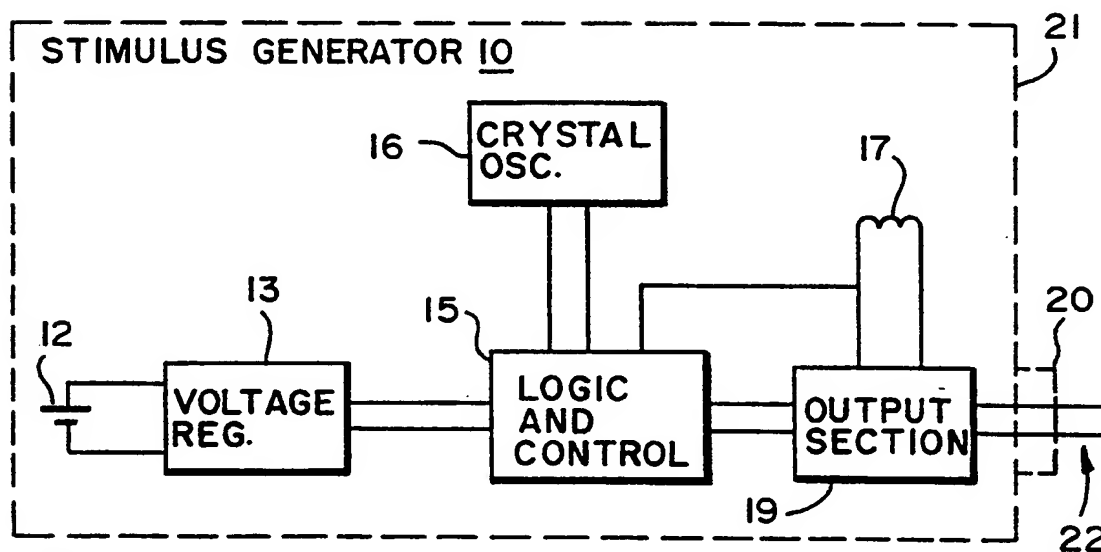 STIMULUS GENERATOR 10
21
16
CRYSTAL
OSC.
17
13
12
15
20
VOLTAGE
REG.
LOGIC
AND
CONTROL
OUTPUT
SECTION
19
22